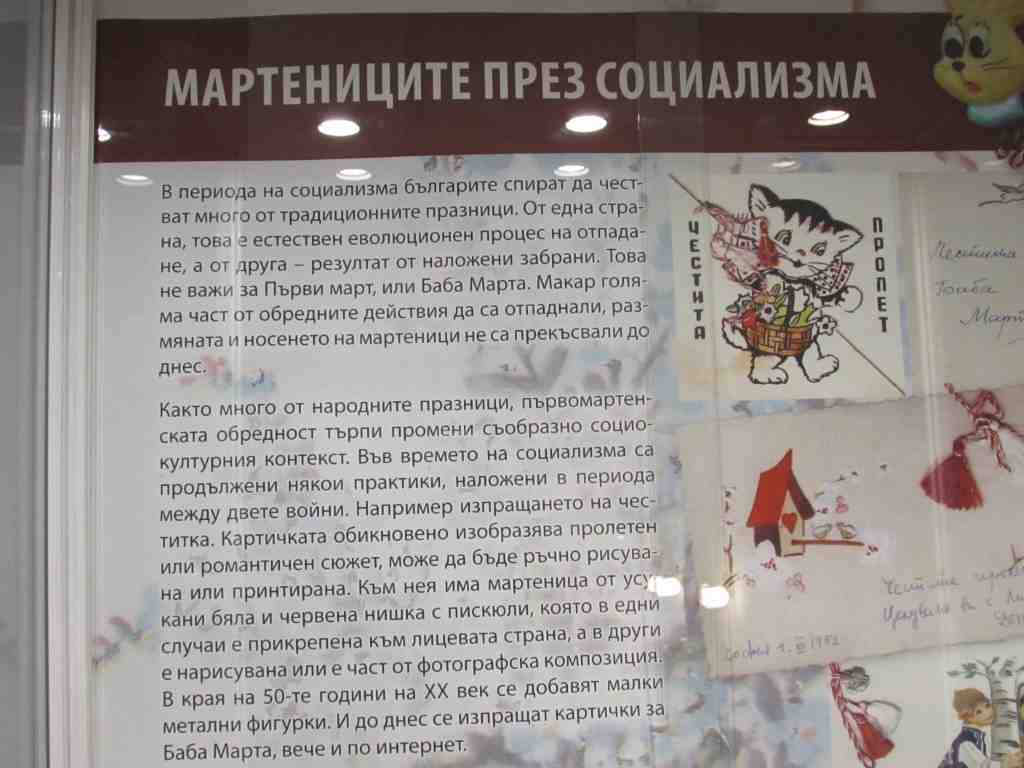 МАРТЕНИЦИТЕ ПРЕЗ СОЦИАЛИЗМА
В периода на социализма българите спират да чест-
ват много от традиционните празници. От една стра-
на, това е естествен еволюционен процес на отпада-
не, а от друга – резултат от наложени забрани. Това
не важи за Първи март, или Баба Марта. Макар голя-
ма част от обредните действия да са отпаднали, раз-
мяната и носенето на мартеници не са прекъсвали до
днес.
Както много от народните празници, първомартен-
ската обредност търпи промени съобразно социо-
културния контекст. Във времето на социализма са
продължени някои практики, наложени в периода
между двете войни. Например изпращането на чес-
титка. Картичката обикновено изобразява пролетен
или романтичен сюжет, може да бъде ръчно рисува-
на или принтирана. Към нея има мартеница от усу-
кани бяла и червена нишка с пискюли, която в едни
случаи е прикрепена към лицевата страна, а в други
е нарисувана или е част от фотографска композиция.
В края на 50-те години на XX век се добавят малки
метални фигурки. И до днес се изпращат картички за
Баба Марта, вече и по интернет.
ЧЕСТИТА
ПРОЛЕТ
Честита
Баба
Март
Честита
София 1.III 1952